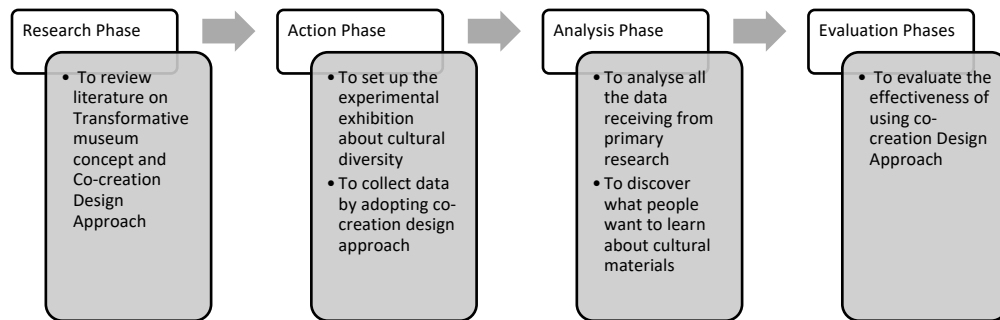 Research Phase
• To review
literature on
Transformative
museum
concept and
Co-creation
Design
Approach
Action Phase
• To set up the
experimental
exhibition
about cultural
diversity
• To collect data
by adopting co-
creation design
approach
Analysis Phase
• To analyse all
the data
receiving from
primary
research
• To discover
what people
want to learn
about cultural
materials
Evaluation Phases
• To evaluate the
effectiveness of
using co-
creation Design
Approach